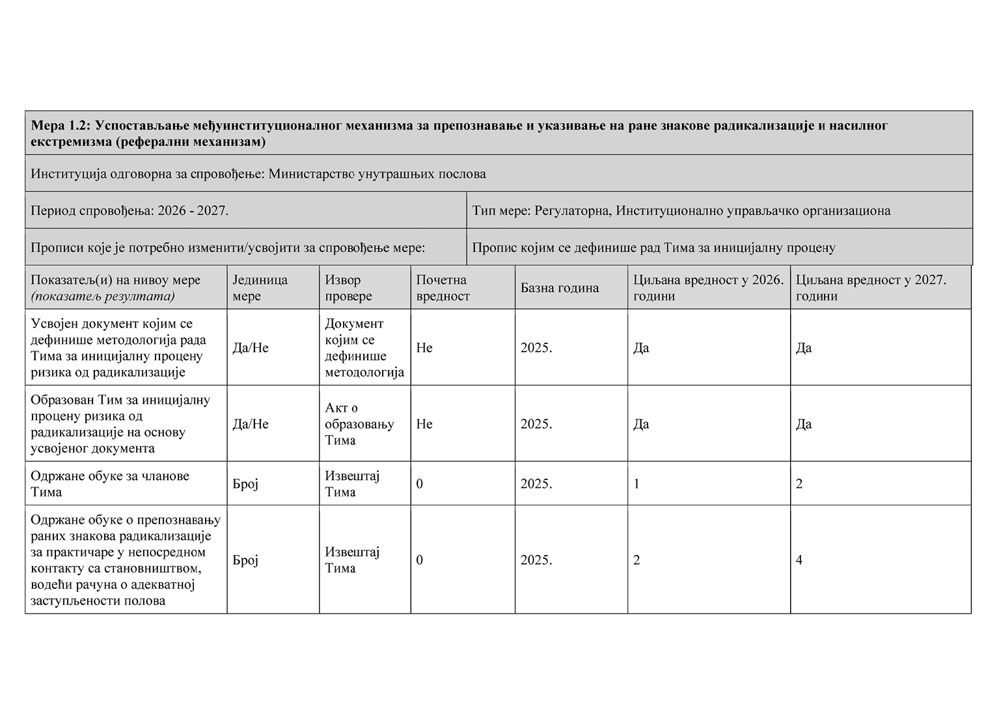 Мера 1.2: Успостављање међуинституционалног механизма за препознавање и указивање на ране знакове радикализације и насилног
екстремизма (реферални механизам)
Институција одговорна за спровођење: Министарство унутрашњих послова
Период спровођења: 2026 - 2027.
Тип мере: Регулаторна, Институционално управљачко организациона
Прописи које је потребно изменити/усвојити за спровођење мере:
Пропис којим се дефинише рад Тима за иницијалну процену
Показатељ(и) на нивоу мере
(показатељ резултата)
Јединица
мере
Извор
провере
Почетна
вредност
Базна година
Циљана вредност у 2026.
години
Циљана вредност у 2027.
години
Усвојен документ којим се
дефинише методологија рада
Тима за иницијалну процену
ризика од радикализације
Да/Не
Документ
којим се
дефинише
методологија
Не
2025.
Да
Да
Образован Тим за иницијалну
процену ризика од
радикализације на основу
усвојеног документа
Да/Не
Акт о
образовању
Тима
Не
2025.
Да
Да
Одржане обуке за чланове
Тима
Број
Извештај
Тима
0
2025.
1
2
Одржане обуке о препознавању
раних знакова радикализације
за практичаре у непосредном
контакту са становништвом,
водећи рачуна о адекватној
заступљености полова
Број
Извештај
Тима
0
2025.
2
4